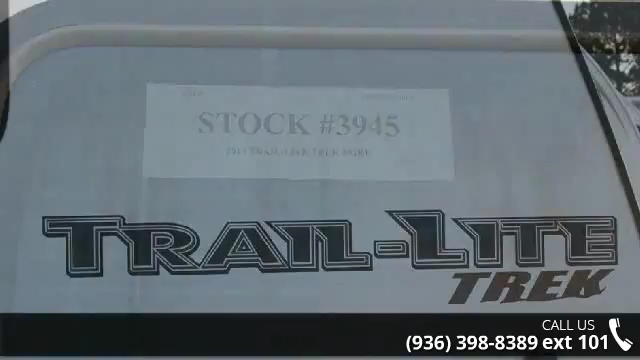 STOCK #3945
TRAIL-LITE
TREK
CALL US
(936) 398-8389 ext 101